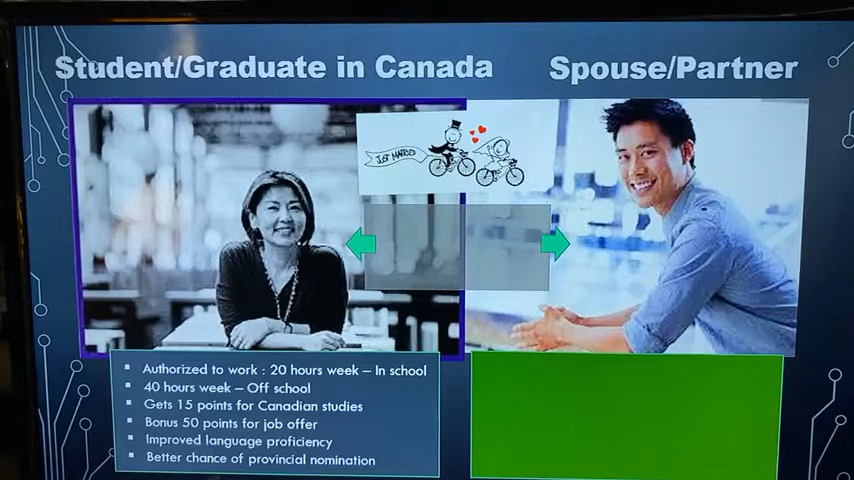 Student/Graduate in Canada
Spouse/Partner
JUST MARRIED
Authorized to work : 20 hours week – In school
40 hours week – Off school
Gets 15 points for Canadian studies
Bonus 50 points for job offer
Improved language proficiency
Better chance of provincial nomination